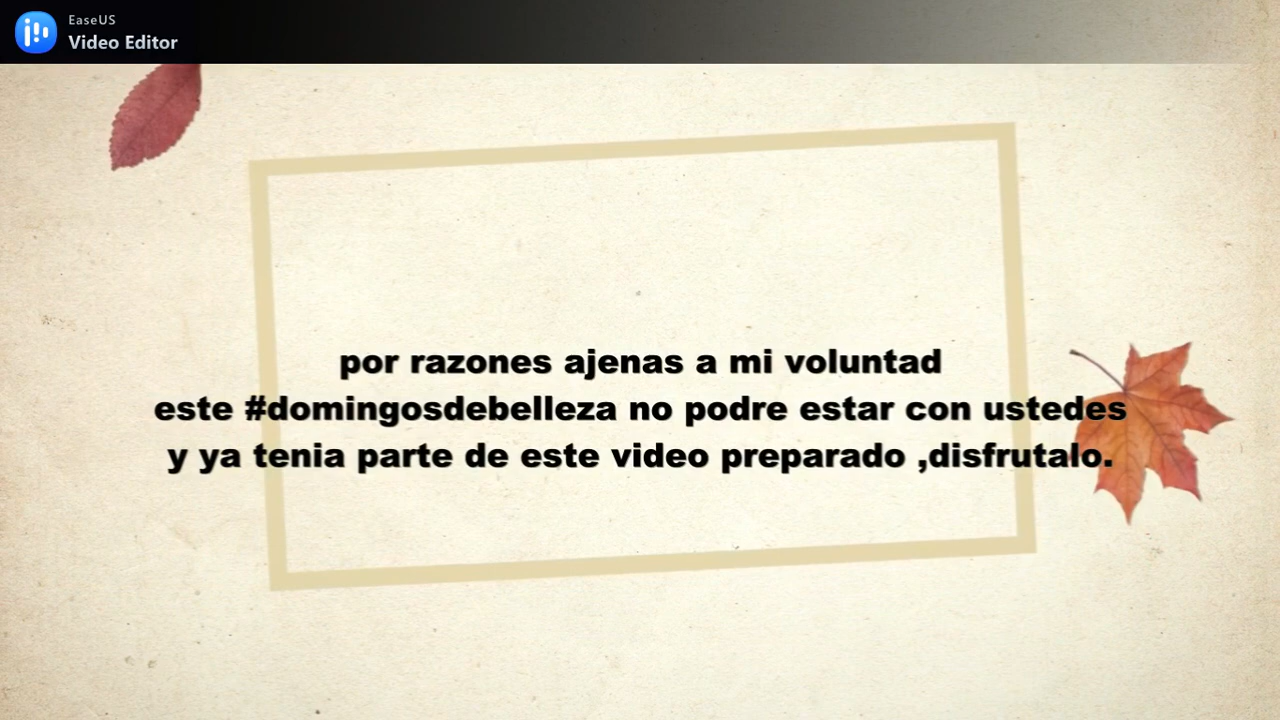 EaseUS
Video Editor
por razones ajenas a mi voluntad
este #domingosdebelleza no podre estar con ustedes
y ya tenia parte de este video preparado ,disfrutalo.